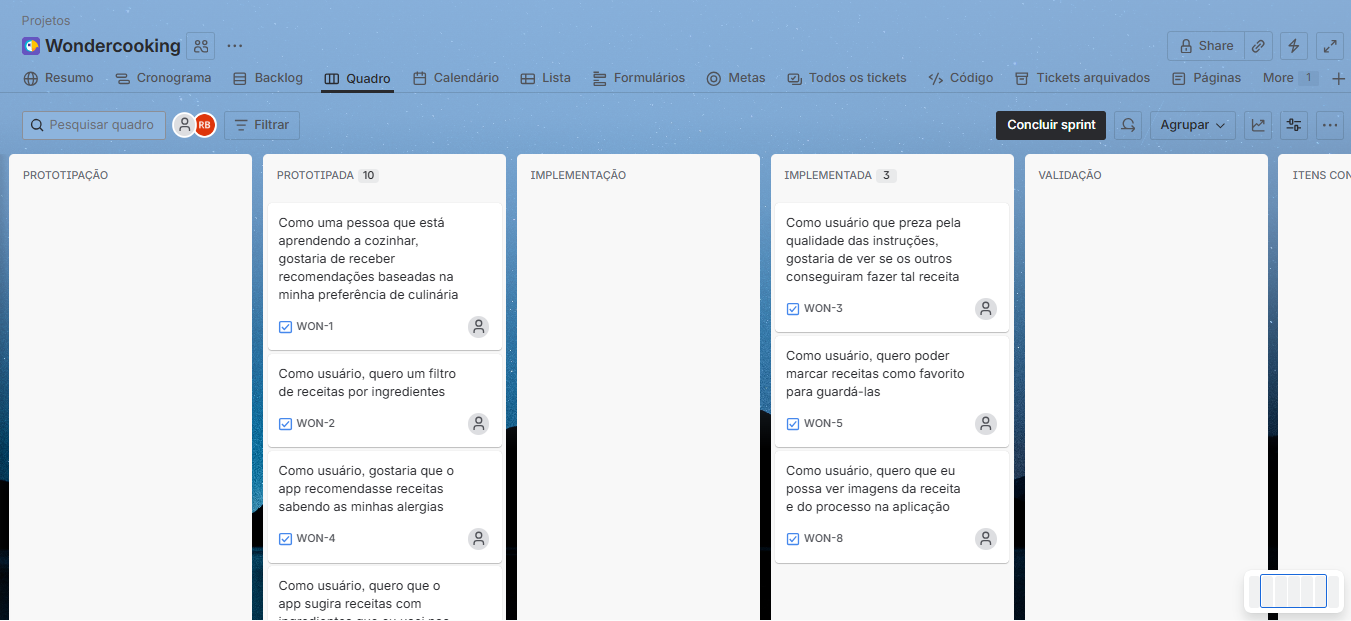 Projetos
Wondercooking
Share
Resumo
Cronograma
Backlog
Quadro
Calendário
Lista
Formulários
Metas
Todos os tickets
Código
Tickets arquivados
Páginas
More 1
Pesquisar quadro
RB
Filtrar
Concluir sprint
Agrupar
PROTOTIPAÇÃO
PROTOTIPADA 10
Como uma pessoa que está
aprendendo a cozinhar,
gostaria de receber
recomendações baseadas na
minha preferência de culinária
WON-1
Como usuário, quero um filtro
de receitas por ingredientes
WON-2
Como usuário, gostaria que o
app recomendasse receitas
sabendo as minhas alergias
WON-4
Como usuário, quero que o
app sugira receitas com
IMPLEMENTAÇÃO
IMPLEMENTADA 3
Como usuário que preza pela
qualidade das instruções,
gostaria de ver se os outros
conseguiram fazer tal receita
WON-3
Como usuário, quero poder
marcar receitas como favorito
para guardá-las
WON-5
Como usuário, quero que eu
possa ver imagens da receita
e do processo na aplicação
WON-8
VALIDAÇÃO
ITENS CON